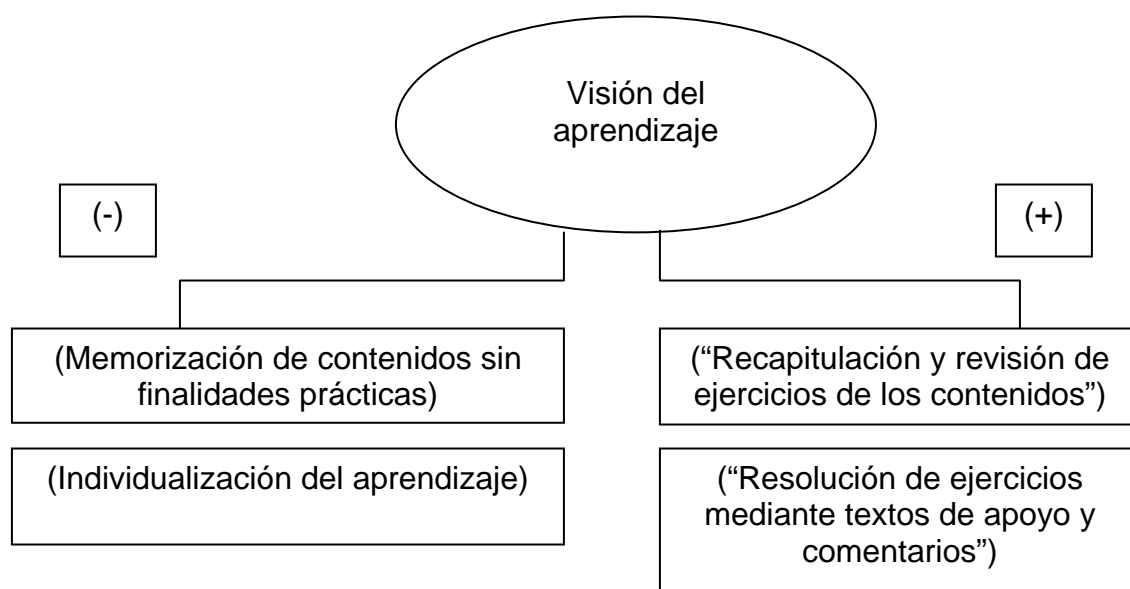 Visión del
aprendizaje
(-)
(+)
(Memorización de contenidos sin
finalidades prácticas)
(“Recapitulación y revisión de
ejercicios de los contenidos”)
(Individualización del aprendizaje)
(“Resolución de ejercicios
mediante textos de apoyo y
comentarios”)